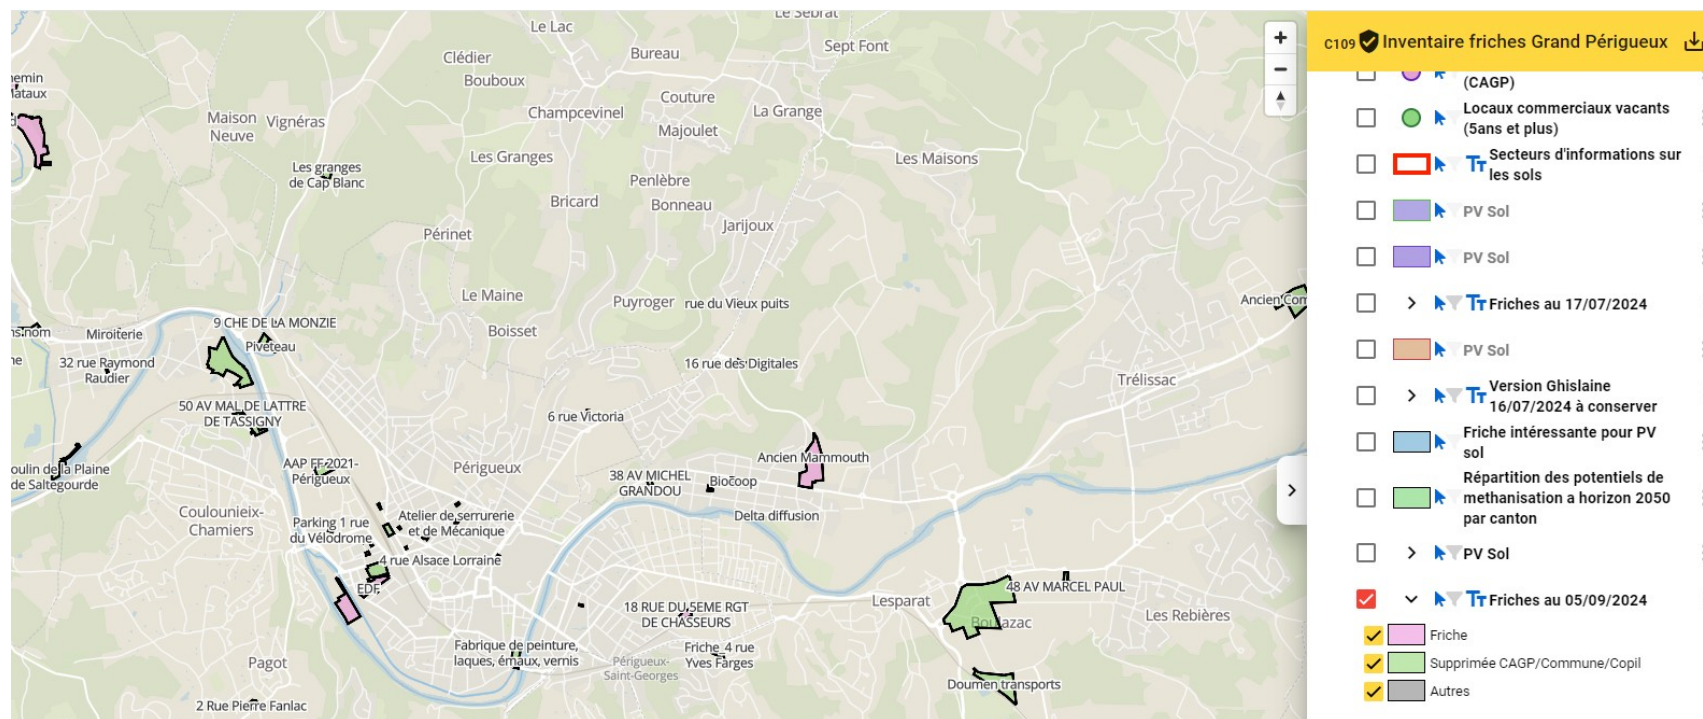 Le Sebrat
Le Lac
Sept Font
Clédier
Bureau
Bouboux
Couture
Champcevinel
La Grange
Majoulet
Maison
Neuve
Vignéras
Les Granges
Les Maisons
Les granges
de Cap Blanc
Penlèbre
Bricard
Bonneau
Jarijoux
Périnet
Le Maine
Puyroger
rue du Vieux puits
Boisset
9 CHE DE LA MONZIE
Piveteau
Miroiterie
32 rue Raymond
Raudier
16 rue des Digitales
Trélissac
50 AV MAL DE LATTRE
DE TASSIGNY
6 rue Victoria
Ancien Mammouth
AAP FF 2021-
Périgueux
Périgueux
38 AV MICHEL
GRANDOU
Biocoop
Delta diffusion
de la Plaine
de Saltegourde
Coulounieix-
Chamiers
Parking 1 rue
du Vélodrome
Atelier de serrurerie
et de Mécanique
4 rue Alsace Lorraine
EDF
18 RUE DU 5EME RGT
DE CHASSEURS
Lesparat
48 AV MARCEL PAUL
Boulazac
Les Rebières
Fabrique de peinture,
laques, émaux, vernis
Périgueux-
Saint-Georges
Friche 4 rue
Yves Farges
Pagot
Doumen transports
2 Rue Pierre Fanlac
Ancien Com
+
−
C109 Inventaire friches Grand Périgueux
(CAGP)
Locaux commerciaux vacants
(5ans et plus)
Secteurs d'informations sur
les sols
PV Sol
PV Sol
Friches au 17/07/2024
PV Sol
Version Ghislaine
16/07/2024 à conserver
Friche intéressante pour PV
sol
Répartition des potentiels de
methanisation a horizon 2050
par canton
PV Sol
Friches au 05/09/2024
Friche
Supprimée CAGP/Commune/Copil
Autres